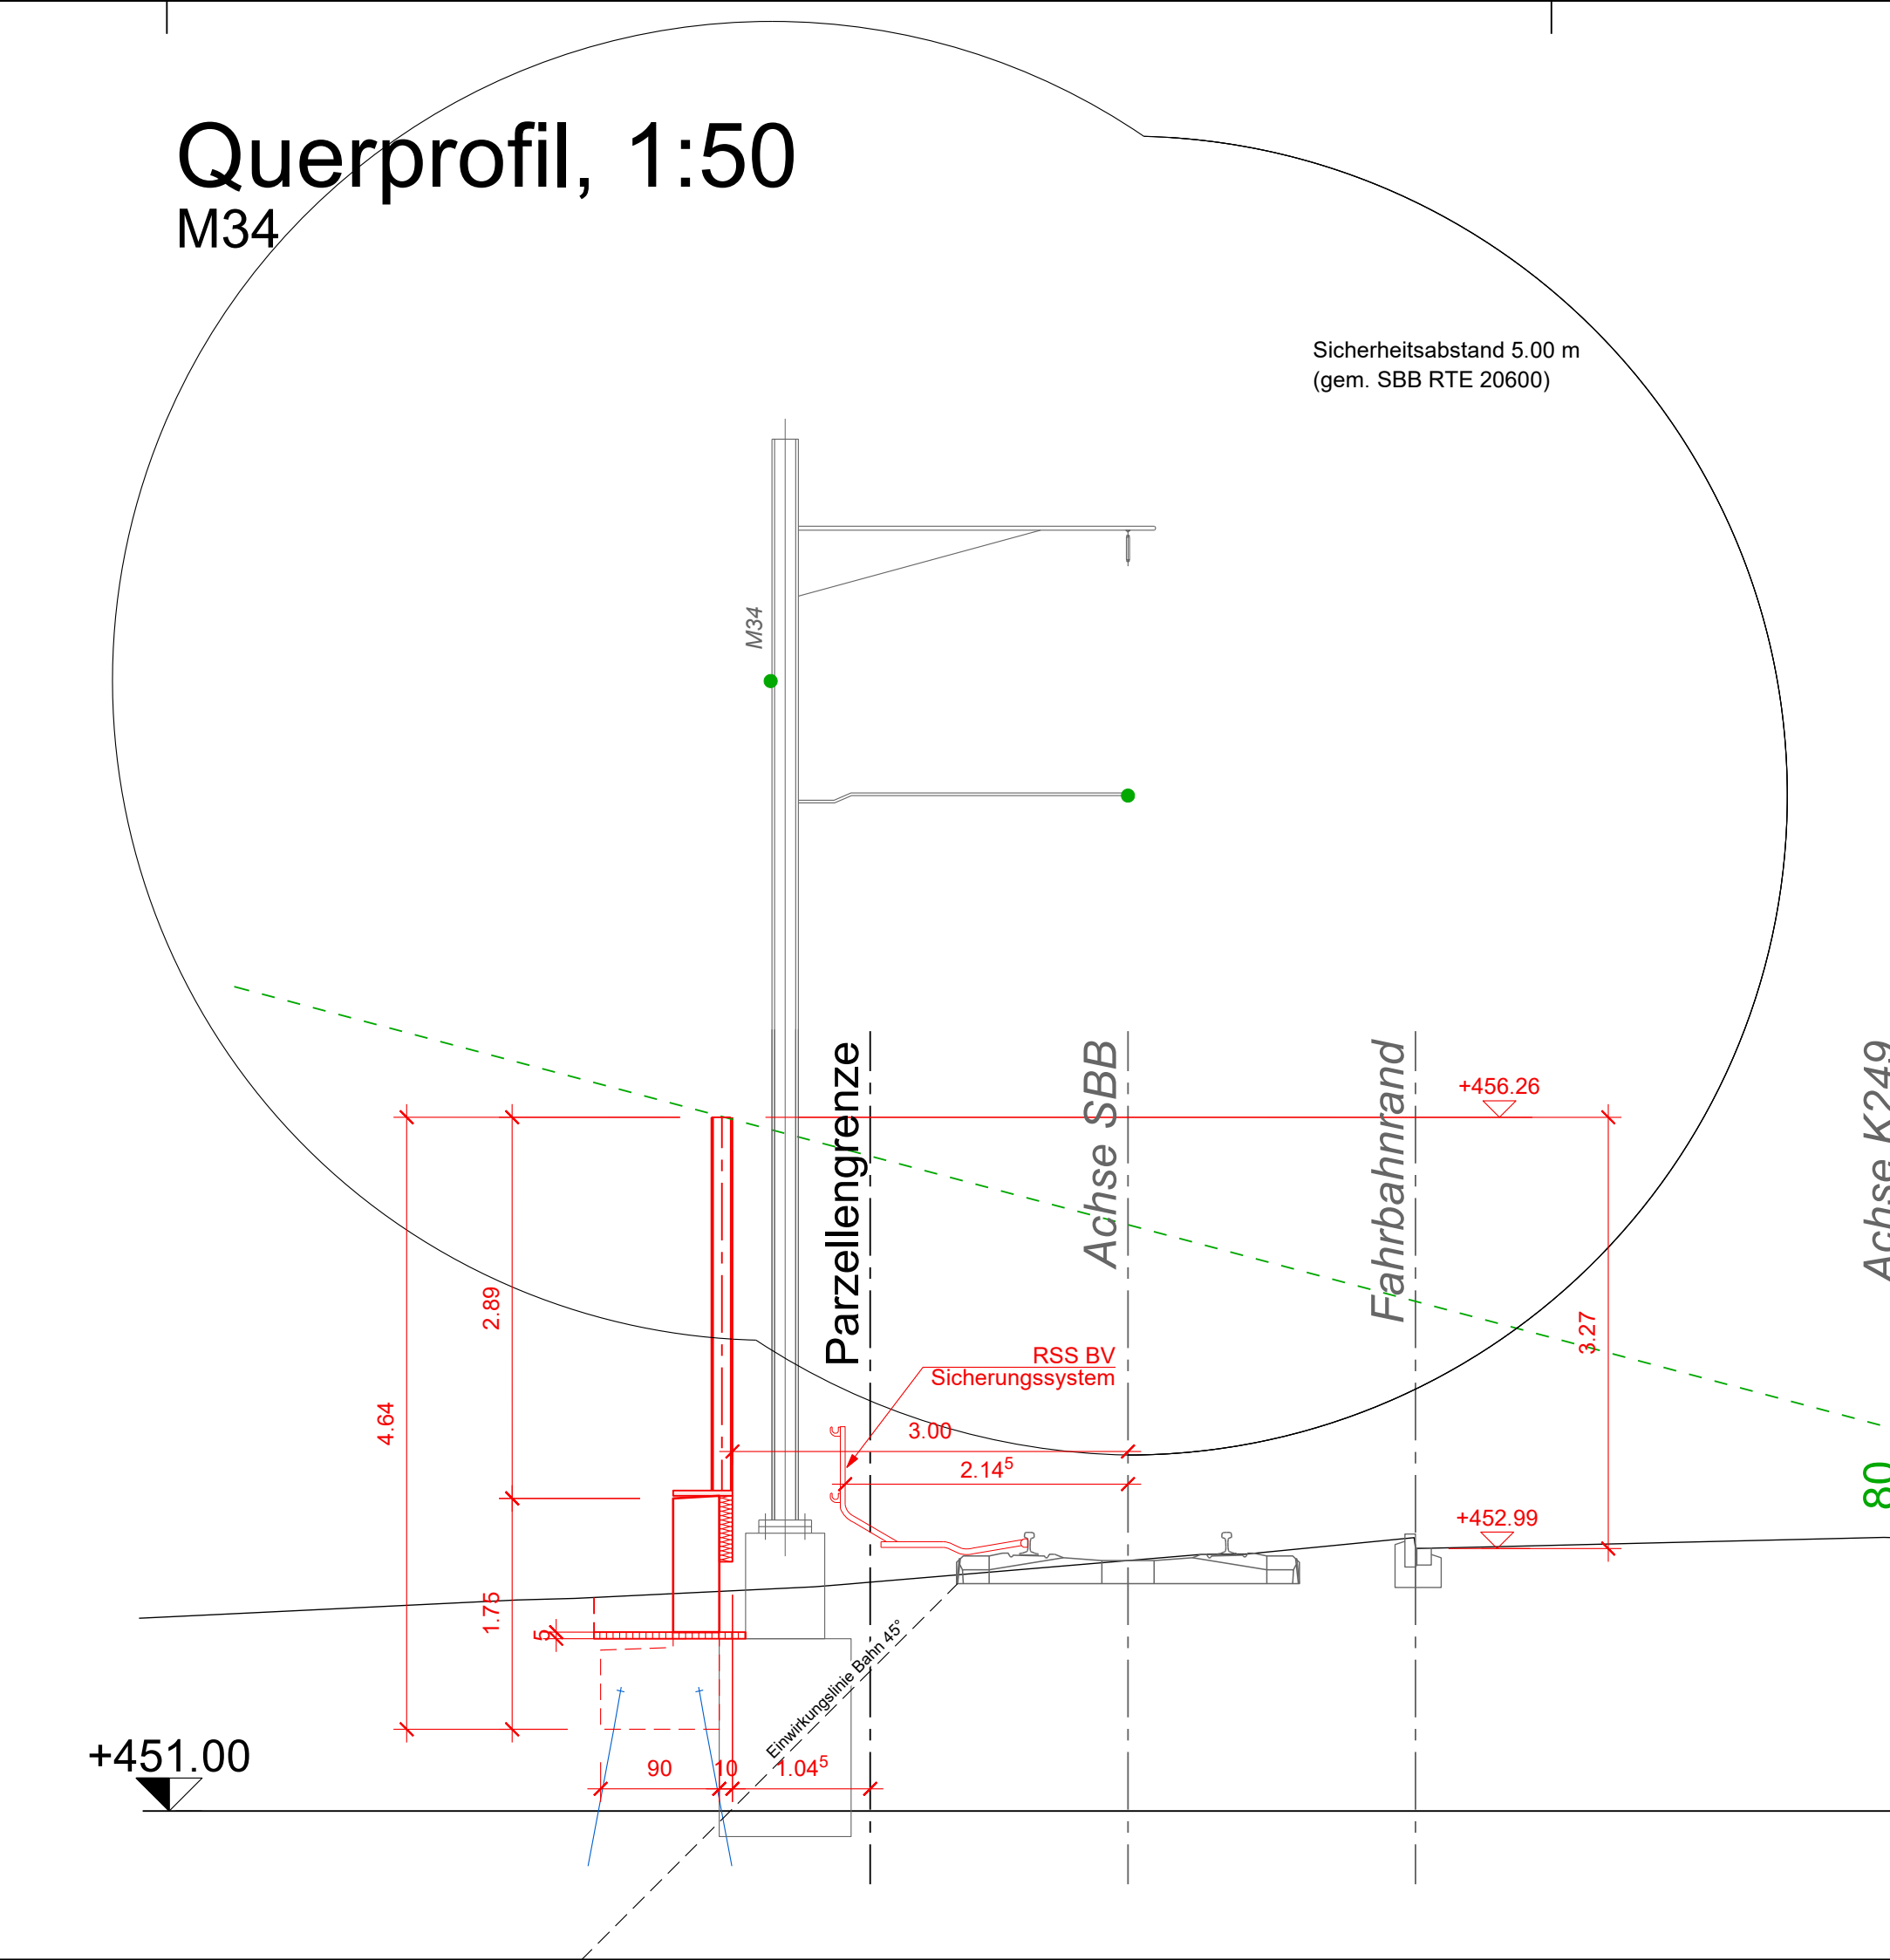 Querprofil, 1:50
M34
Sicherheitsabstand 5.00 m
(gem. SBB RTE 20600)
M34
Parzellengrenze
Achse SBB
Fahrbahnrand
Achse K249
+456.26
2.89
3.27
4.64
RSS BV
Sicherungssystem
3.00
2.14⁵
80
+452.99
1.75
5
Einwirkungslinie Bahn 45°
+451.00
90
10
1.04⁵